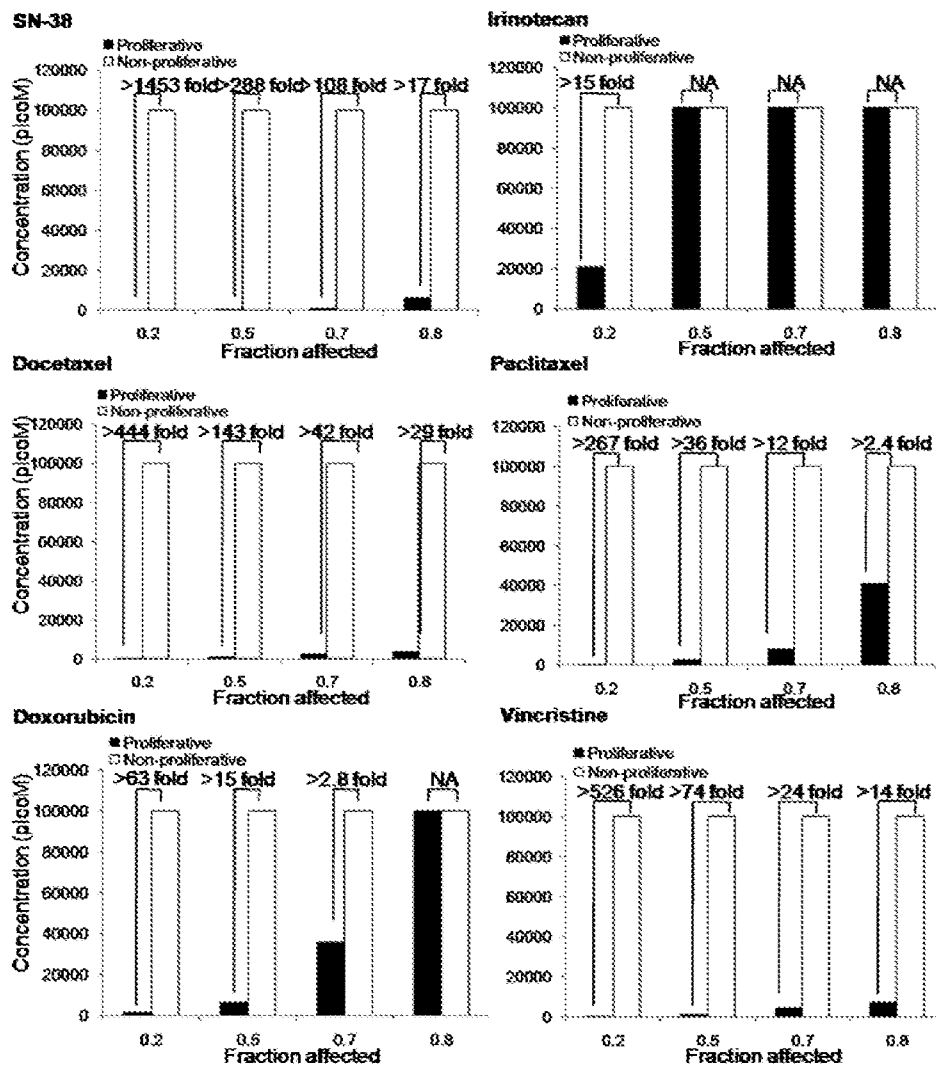 SN-38
Proliferative
Non-proliferative
Concentration (picoM)
120000
100000
80000
60000
40000
20000
0
>1453 fold >288 fold >108 fold >17 fold
0.2 0.5 0.7 0.8
Fraction affected
Irinotecan
Proliferative
Non-proliferative
120000
100000
80000
60000
40000
20000
0
>15 fold NA NA NA
0.2 0.5 0.7 0.8
Fraction affected
Docetaxel
Proliferative
Non-proliferative
Concentration (picoM)
120000
100000
80000
60000
40000
20000
0
>444 fold >143 fold >42 fold >29 fold
0.2 0.5 0.7 0.8
Fraction affected
Paclitaxel
Proliferative
Non-proliferative
120000
100000
80000
60000
40000
20000
0
>267 fold >36 fold >12 fold >2.4 fold
0.2 0.5 0.7 0.8
Fraction affected
Doxorubicin
Proliferative
Non-proliferative
Concentration (picoM)
120000
100000
80000
60000
40000
20000
0
>63 fold >15 fold >2.8 fold NA
0.2 0.5 0.7 0.8
Fraction affected
Vincristine
Proliferative
Non-proliferative
120000
100000
80000
60000
40000
20000
0
>526 fold >74 fold >24 fold >14 fold
0.2 0.5 0.7 0.8
Fraction affected